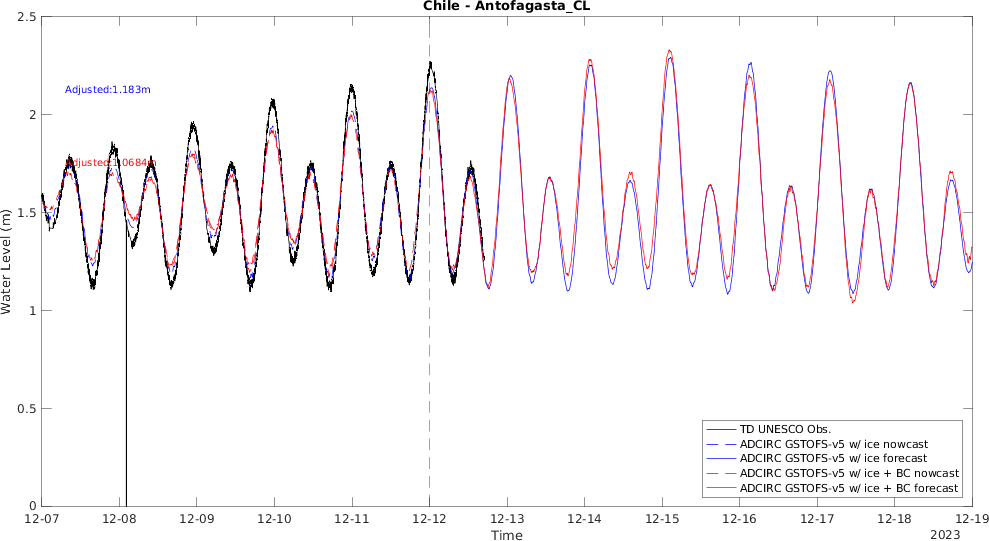 Chile - Antofagasta_CL
2.5
2
1.5
1
0.5
0
Water Level (m)
Adjusted:1.183m
Adjusted:1.0684m
TD UNESCO Obs.
ADCIRC GSTOFS-v5 w/ ice nowcast
ADCIRC GSTOFS-v5 w/ ice forecast
ADCIRC GSTOFS-v5 w/ ice + BC nowcast
ADCIRC GSTOFS-v5 w/ ice + BC forecast
12-07 12-08 12-09 12-10 12-11 12-12 12-13 12-14 12-15 12-16 12-17 12-18 12-19
Time
2023